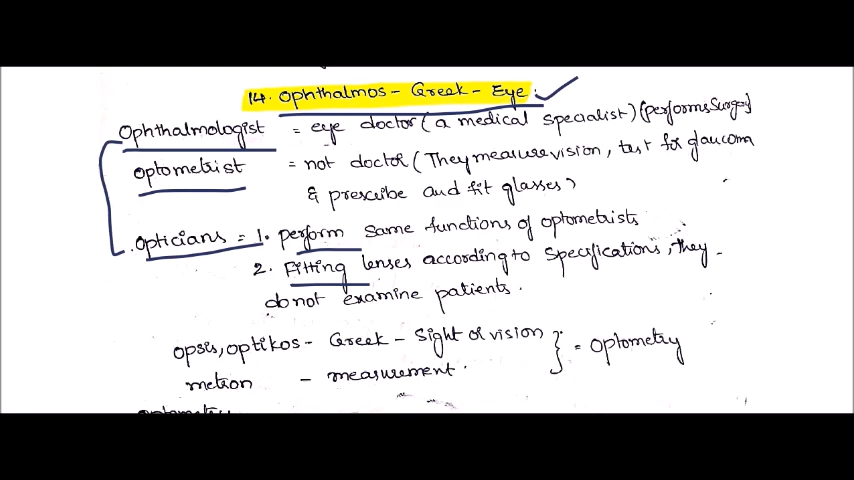 14. Ophthalmos - Greek - Eye.
Ophthalmologist = eye doctor (a medical specialist) (performs Surgery)
optometrist = not doctor (They measure vision, test for glaucoma
& prescribe and fit glasses)
opticians = 1. perform same functions of optometrists
2. Fitting lenses according to specifications, They
do not examine patients.
opsis, optikos - Greek - Sight or vision
metron - measurement. } = optometry
optometry